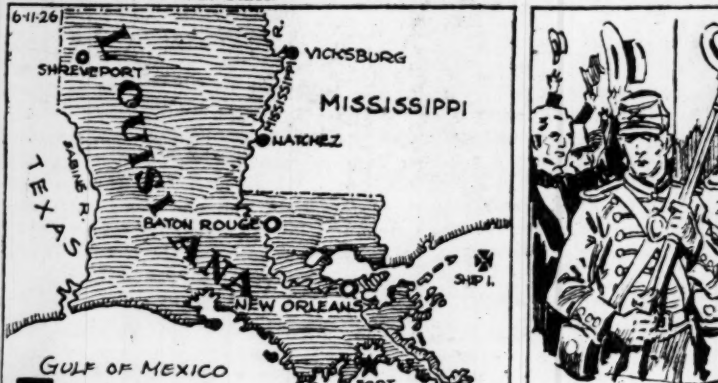 6-11-26
LOUISIANA
SHREVEPORT
MISSISSIPPI R.
VICKSBURG
MISSISSIPPI
NATCHEZ
TEXAS
SABINE R.
BATON ROUGE
SHIP I.
NEW ORLEANS
GULF OF MEXICO
FORT